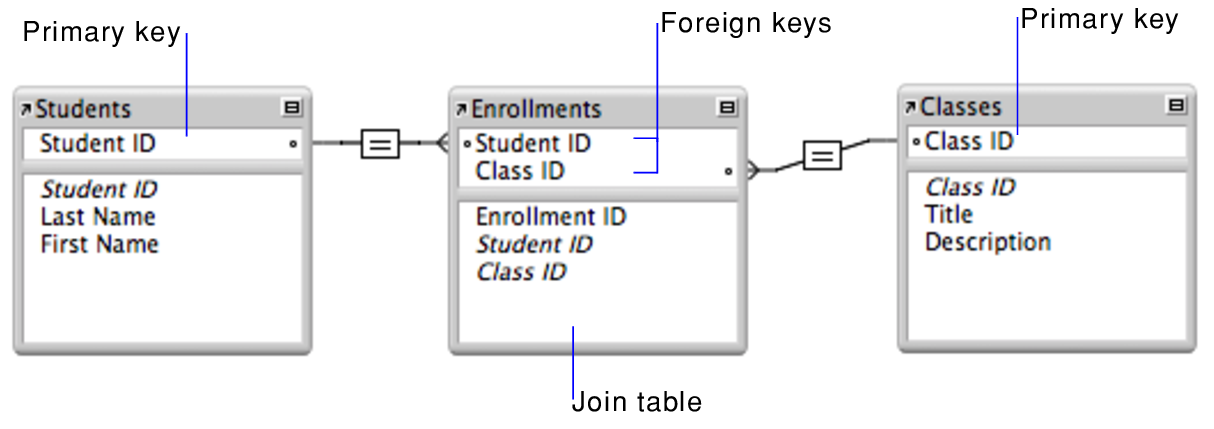 Primary key
Foreign keys
Primary key
Students
Student ID
Student ID
Last Name
First Name
Enrollments
Student ID
Class ID
Enrollment ID
Student ID
Class ID
Classes
Class ID
Class ID
Title
Description
Join table